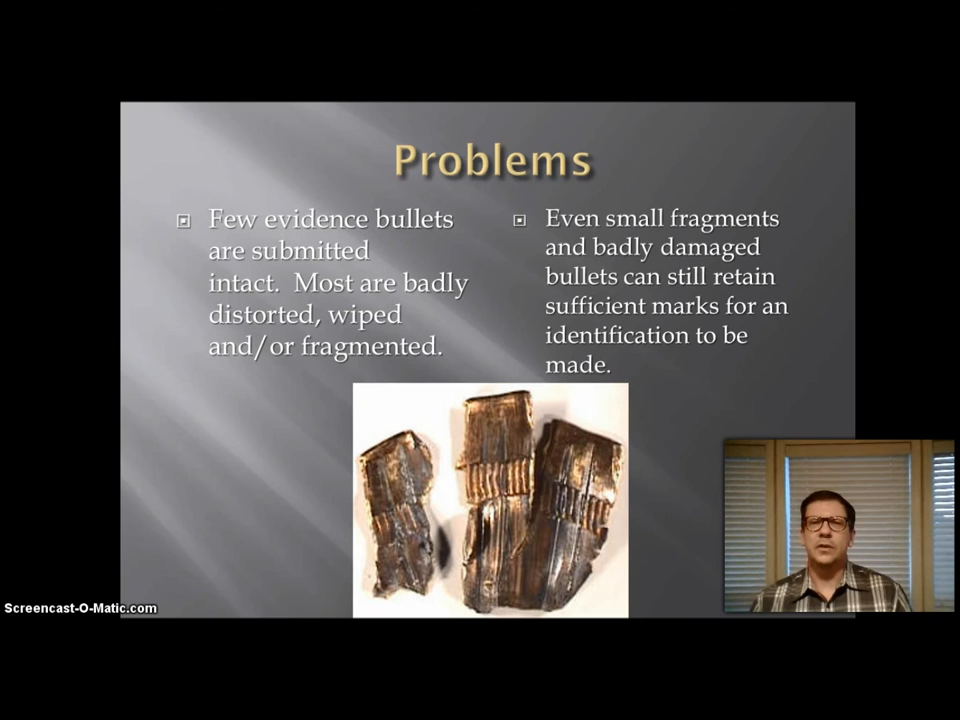 Problems
Few evidence bullets
are submitted
intact.  Most are badly
distorted, wiped
and/or fragmented.
Even small fragments
and badly damaged
bullets can still retain
sufficient marks for an
identification to be
made.
Screencast-O-Matic.com